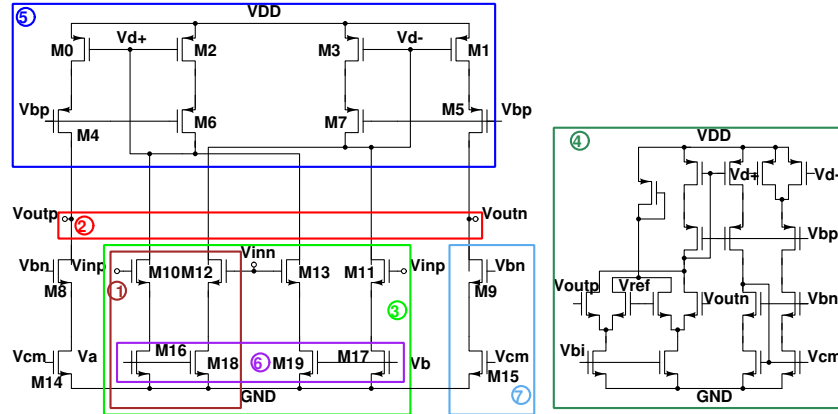 5 VDD
M0 Vd+ M2 M3 Vd- M1
Vbp M4 M6 M7 M5 Vbp
4 VDD
Vd+ Vd-
Vbp
Voutp 2 Voutn
Vbn Vinp M10 M12 Vinn M13 M11 Vinp Vbn
M8 1 3 M9
Voutp Vref Voutn Vbn
Vcm Va M16 M18 6 M19 M17 Vb Vcm
M14 GND M15 7
Vbi Vcm
GND